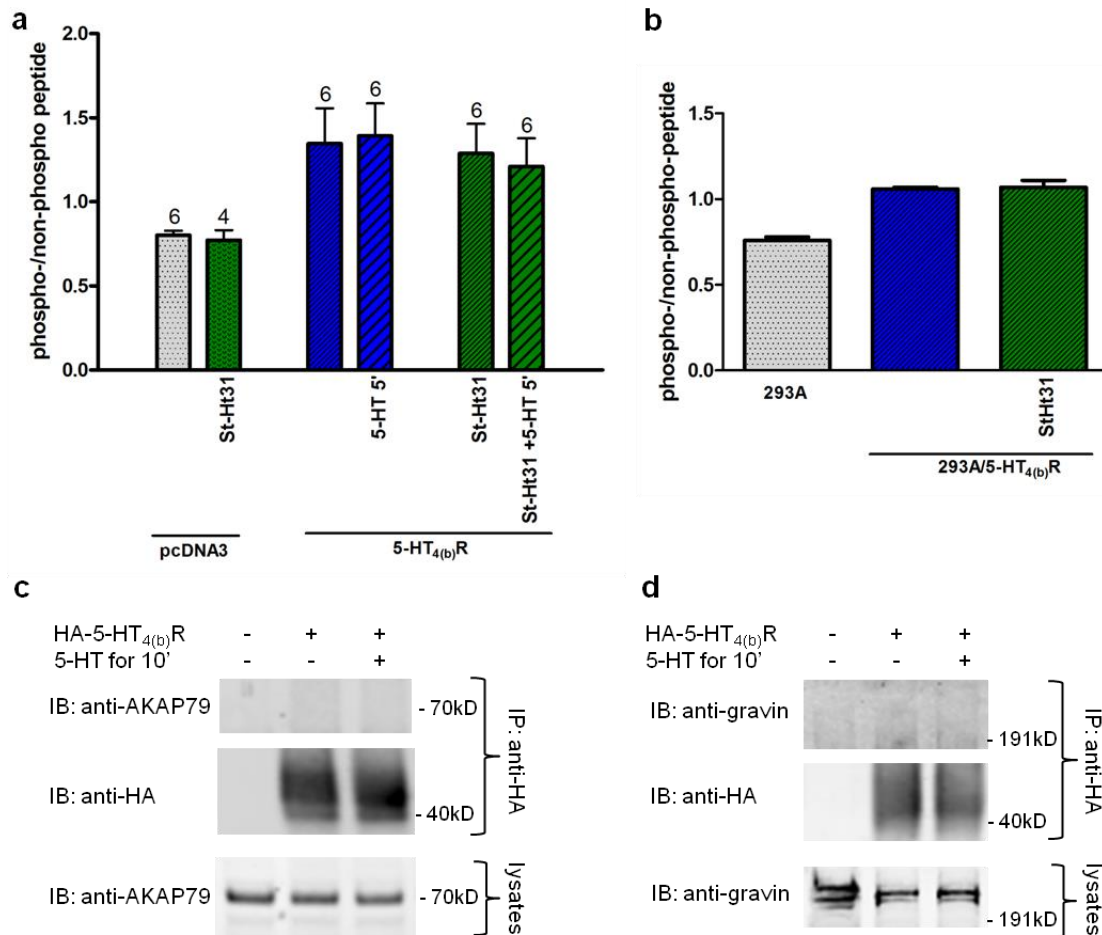 a
phospho-/non-phospho peptide
2.0
1.5
1.0
0.5
0.0
6
4
6
6
6
6
St-Ht31
5-HT 5'
St-Ht31
St-Ht31 +5-HT 5'
pcDNA3
5-HT4(b)R
b
phospho-/non-phospho-peptide
2.0
1.5
1.0
0.5
0.0
293A
StHt31
293A/5-HT4(b)R
c
HA-5-HT4(b)R - + +
5-HT for 10' - - +
IB: anti-AKAP79
- 70kD
IB: anti-HA
- 40kD
IP: anti-HA
IB: anti-AKAP79
- 70kD
lysates
d
HA-5-HT4(b)R - + +
5-HT for 10' - - +
IB: anti-gravin
- 191kD
IB: anti-HA
- 40kD
IP: anti-HA
IB: anti-gravin
- 191kD
lysates